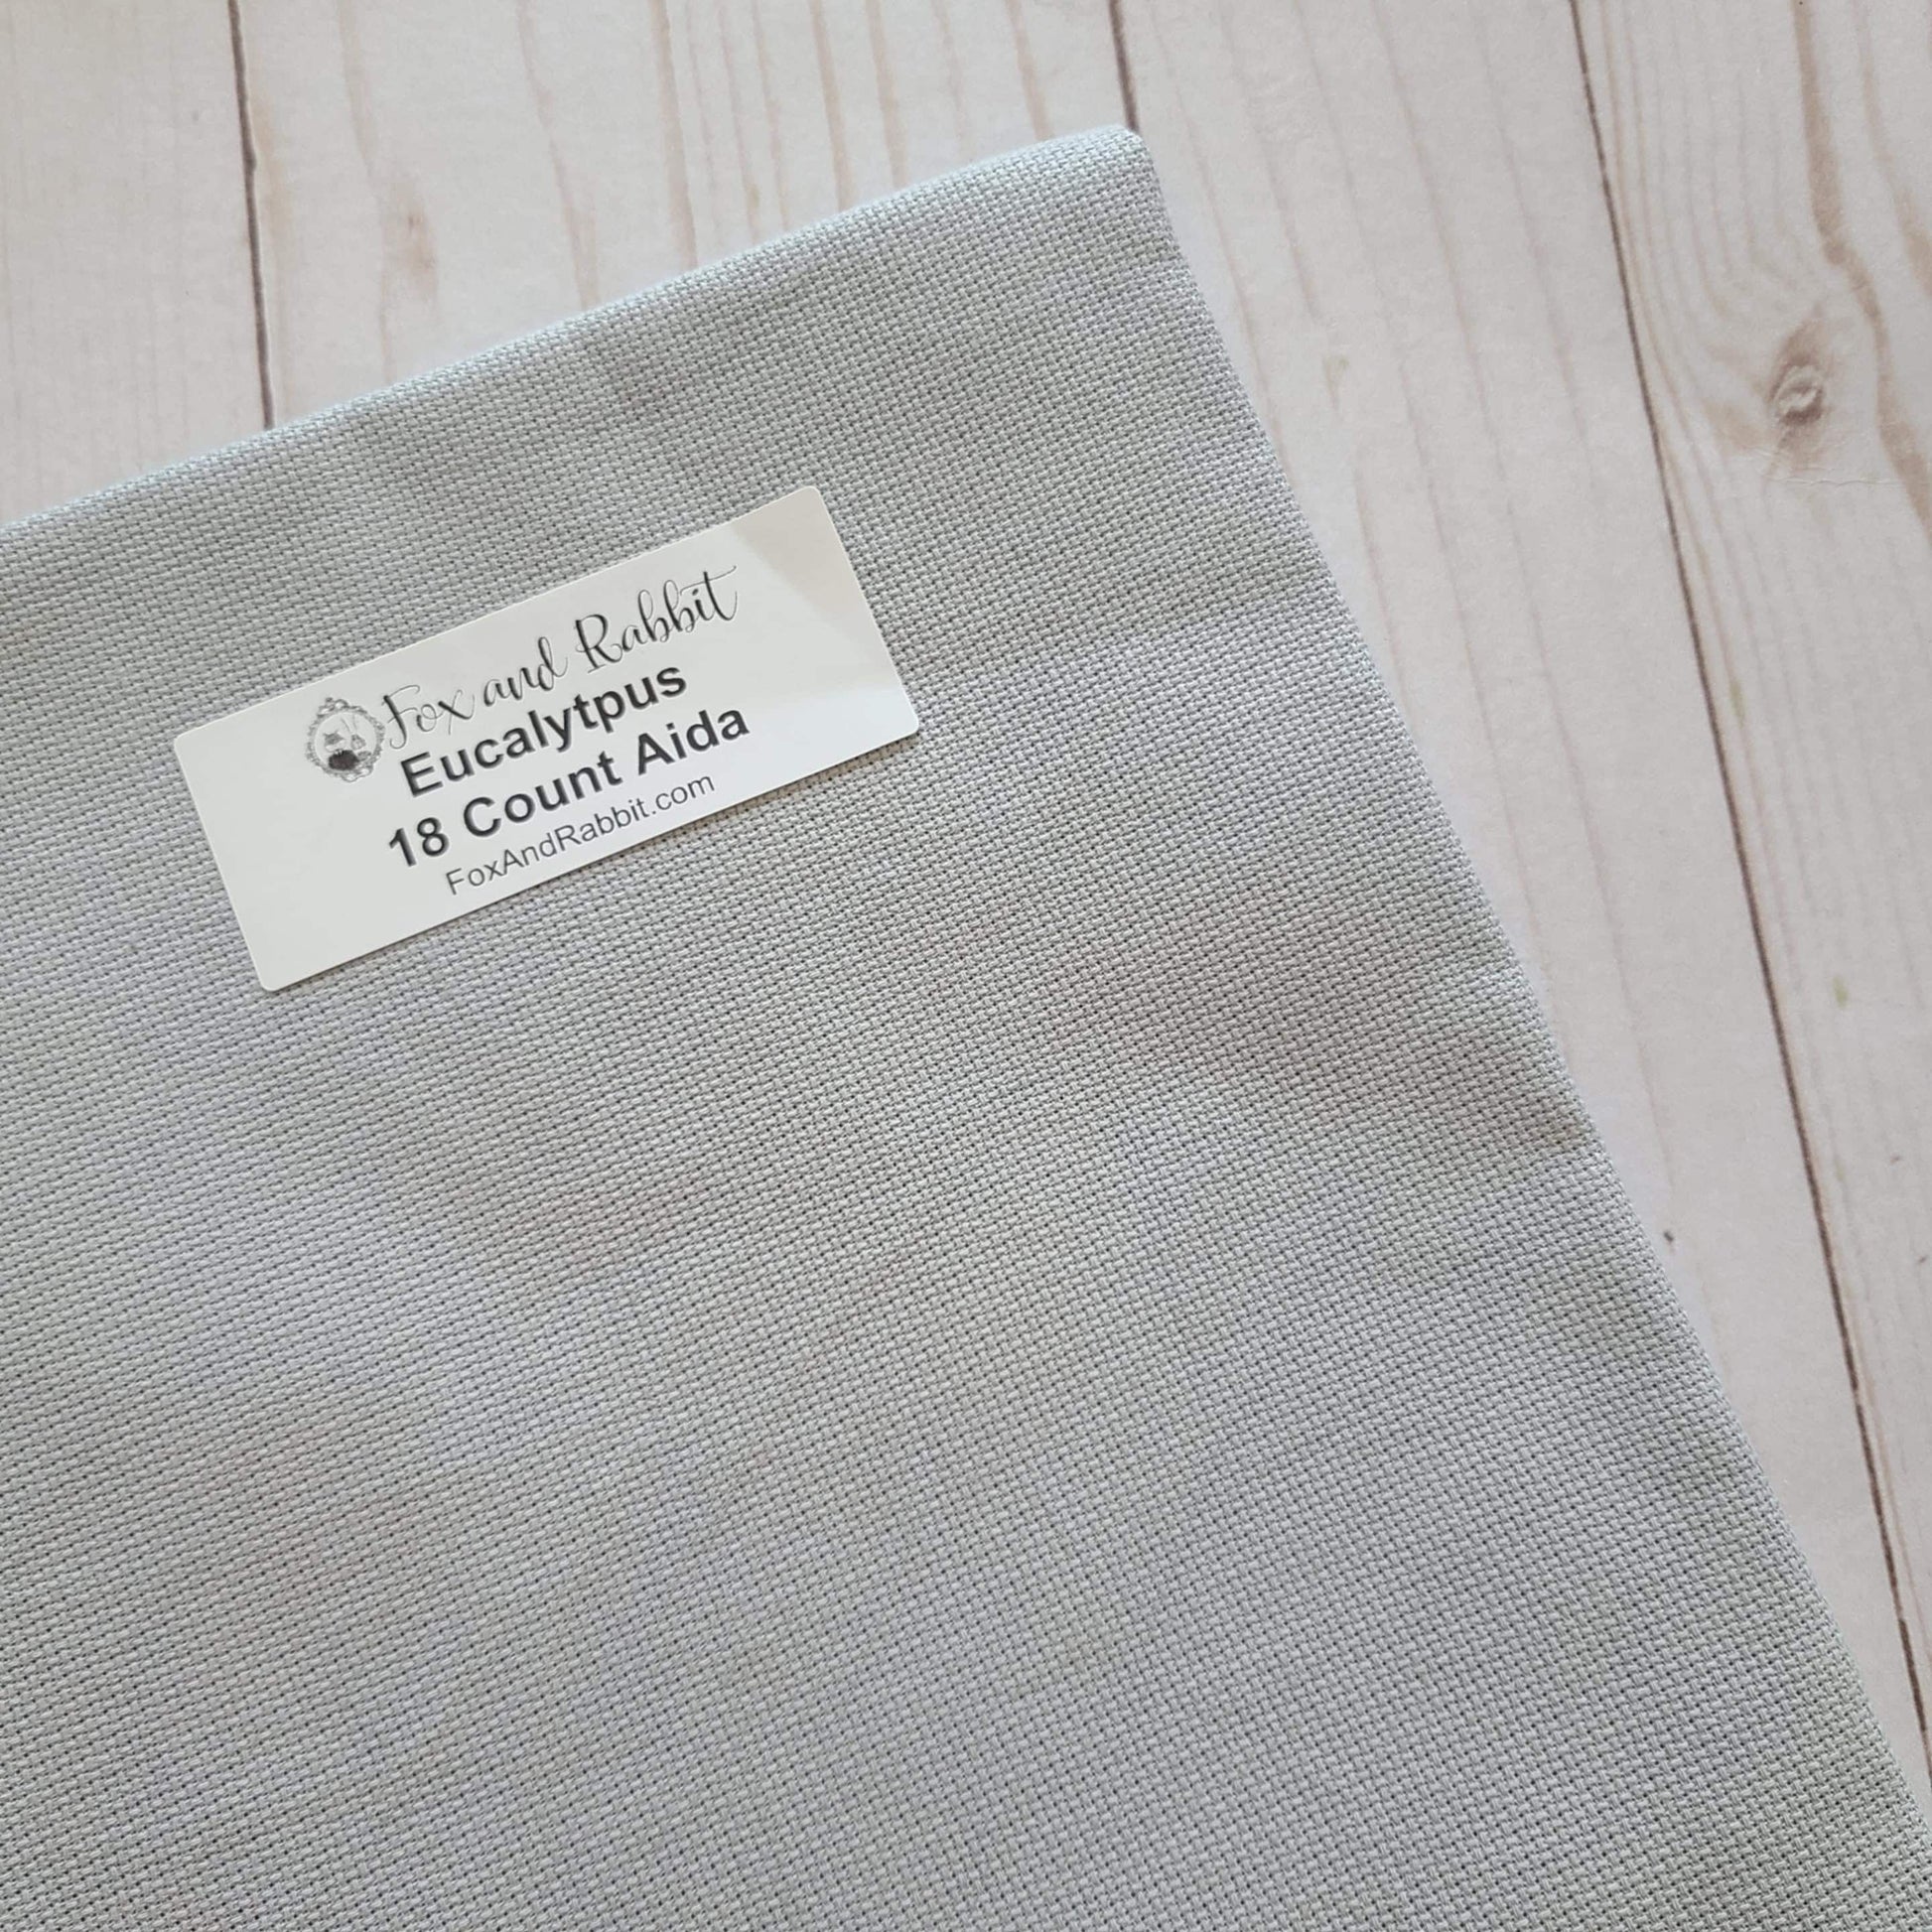 Fox and Rabbit
Eucalytpus
18 Count Aida
FoxAndRabbit.com